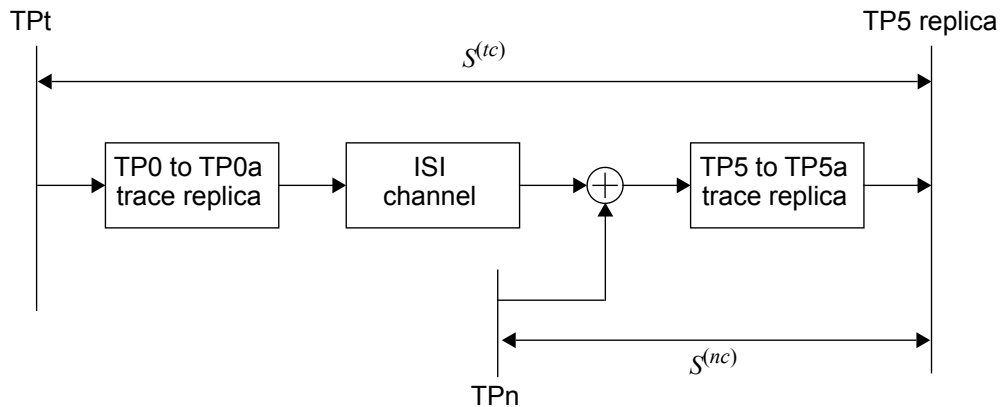 TPt
TP5 replica
S(tc)
TP0 to TP0a
trace replica
ISI
channel
+
TP5 to TP5a
trace replica
S(nc)
TPn